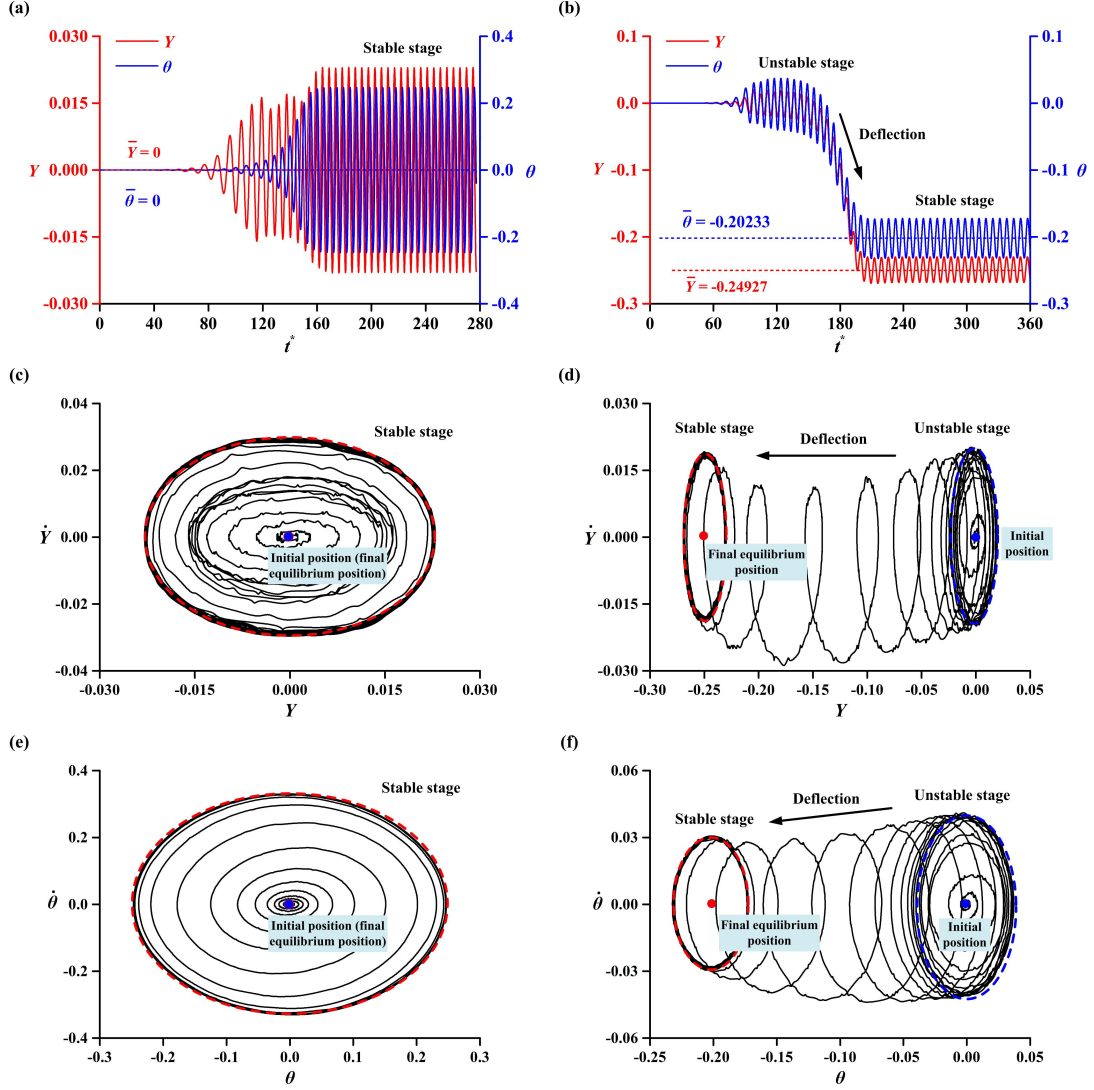 (a)
Y
θ
Stable stage
Y̅ = 0
θ̅ = 0
Y
θ
0.030
0.015
0.000
-0.015
-0.030
0.4
0.2
0.0
-0.2
-0.4
0 40 80 120 160 200 240 280
t*
(b)
Y
θ
Unstable stage
Deflection
Stable stage
θ̅ = -0.20233
Y̅ = -0.24927
Y
θ
0.1
0.0
-0.1
-0.2
-0.3
0.1
0.0
-0.1
-0.2
-0.3
0 60 120 180 240 300 360
t*
(c)
Stable stage
Initial position (final
equilibrium position)
Ẏ
0.04
0.02
0.00
-0.02
-0.04
-0.030 -0.015 0.000 0.015 0.030
Y
(d)
Stable stage
Deflection
Unstable stage
Final equilibrium
position
Initial
position
Ẏ
0.030
0.015
0.000
-0.015
-0.030
-0.30 -0.25 -0.20 -0.15 -0.10 -0.05 0.00 0.05
Y
(e)
Stable stage
Initial position (final
equilibrium position)
θ̇
0.4
0.2
0.0
-0.2
-0.4
-0.3 -0.2 -0.1 0.0 0.1 0.2 0.3
θ
(f)
Deflection
Unstable stage
Stable stage
Final equilibrium
position
Initial
position
θ̇
0.06
0.03
0.00
-0.03
-0.06
-0.25 -0.20 -0.15 -0.10 -0.05 0.00 0.05
θ